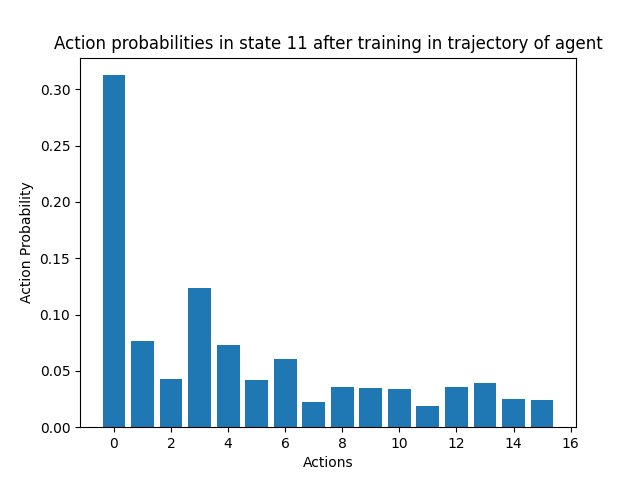 Action probabilities in state 11 after training in trajectory of agent
Action Probability
0.30
0.25
0.20
0.15
0.10
0.05
0.00
0 2 4 6 8 10 12 14 16
Actions